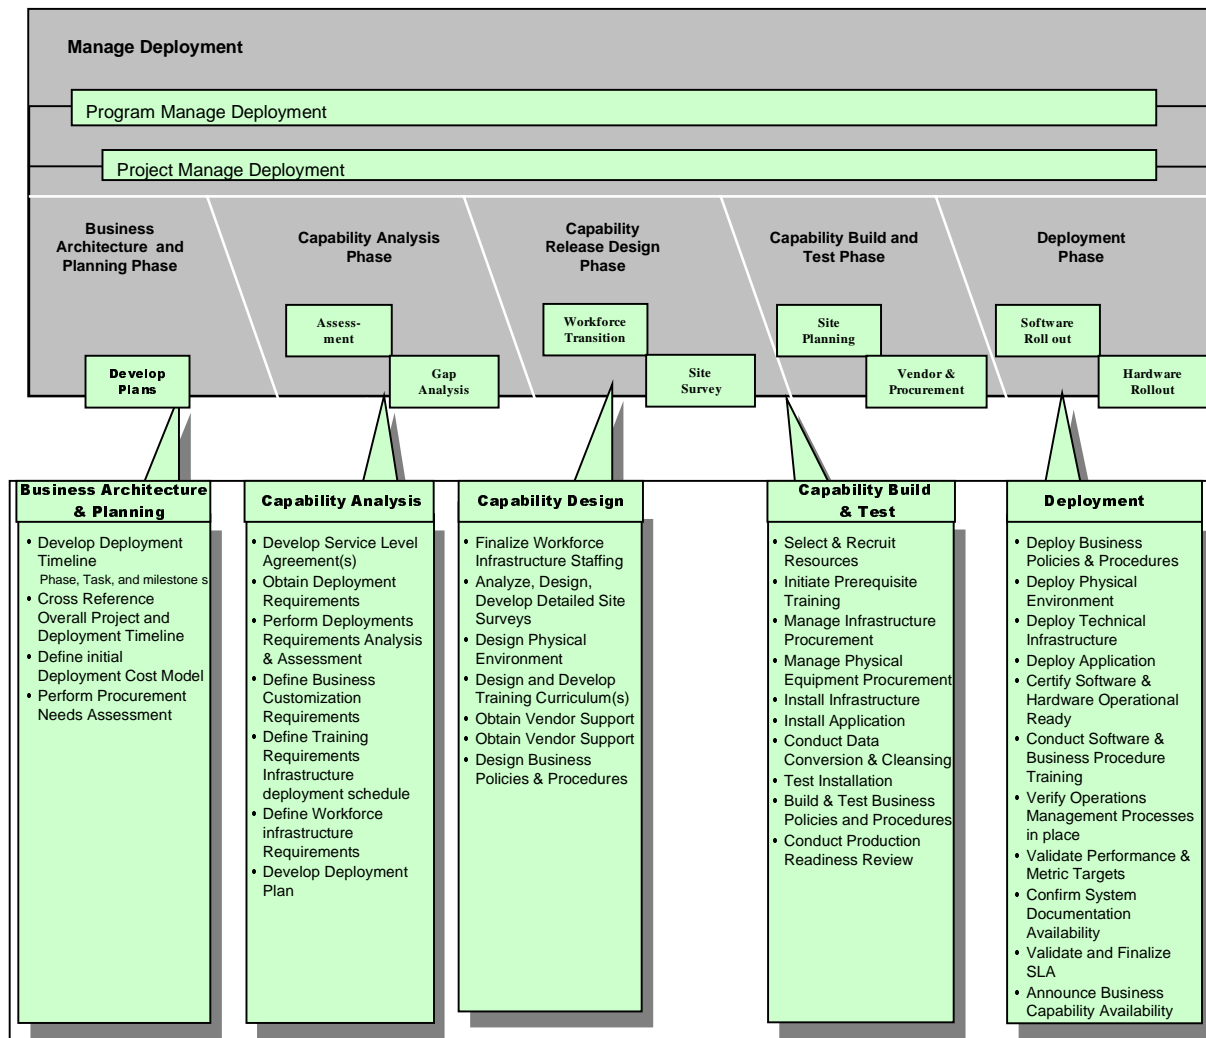 Manage Deployment
Program Manage Deployment
Project Manage Deployment
Business
Architecture and
Planning Phase
Capability Analysis
Phase
Capability
Release Design
Phase
Capability Build and
Test Phase
Deployment
Phase
Assess-
ment
Workforce
Transition
Site
Planning
Software
Roll out
Develop
Plans
Gap
Analysis
Site
Survey
Vendor &
Procurement
Hardware
Rollout
Business Architecture
& Planning
• Develop Deployment
Timeline
Phase, Task, and milestone s
• Cross Reference
Overall Project and
Deployment Timeline
• Define initial
Deployment Cost Model
• Perform Procurement
Needs Assessment
Capability Analysis
• Develop Service Level
Agreement(s)
• Obtain Deployment
Requirements
• Perform Deployments
Requirements Analysis
& Assessment
• Define Business
Customization
Requirements
• Define Training
Requirements
Infrastructure
deployment schedule
• Define Workforce
infrastructure
Requirements
• Develop Deployment
Plan
Capability Design
• Finalize Workforce
Infrastructure Staffing
• Analyze, Design,
Develop Detailed Site
Surveys
• Design Physical
Environment
• Design and Develop
Training Curriculum(s)
• Obtain Vendor Support
• Obtain Vendor Support
• Design Business
Policies & Procedures
Capability Build
& Test
• Select & Recruit
Resources
• Initiate Prerequisite
Training
• Manage Infrastructure
Procurement
• Manage Physical
Equipment Procurement
• Install Infrastructure
• Install Application
• Conduct Data
Conversion & Cleansing
• Test Installation
• Build & Test Business
Policies and Procedures
• Conduct Production
Readiness Review
Deployment
• Deploy Business
Policies & Procedures
• Deploy Physical
Environment
• Deploy Technical
Infrastructure
• Deploy Application
• Certify Software &
Hardware Operational
Ready
• Conduct Software &
Business Procedure
Training
• Verify Operations
Management Processes
in place
• Validate Performance &
Metric Targets
• Confirm System
Documentation
Availability
• Validate and Finalize
SLA
• Announce Business
Capability Availability